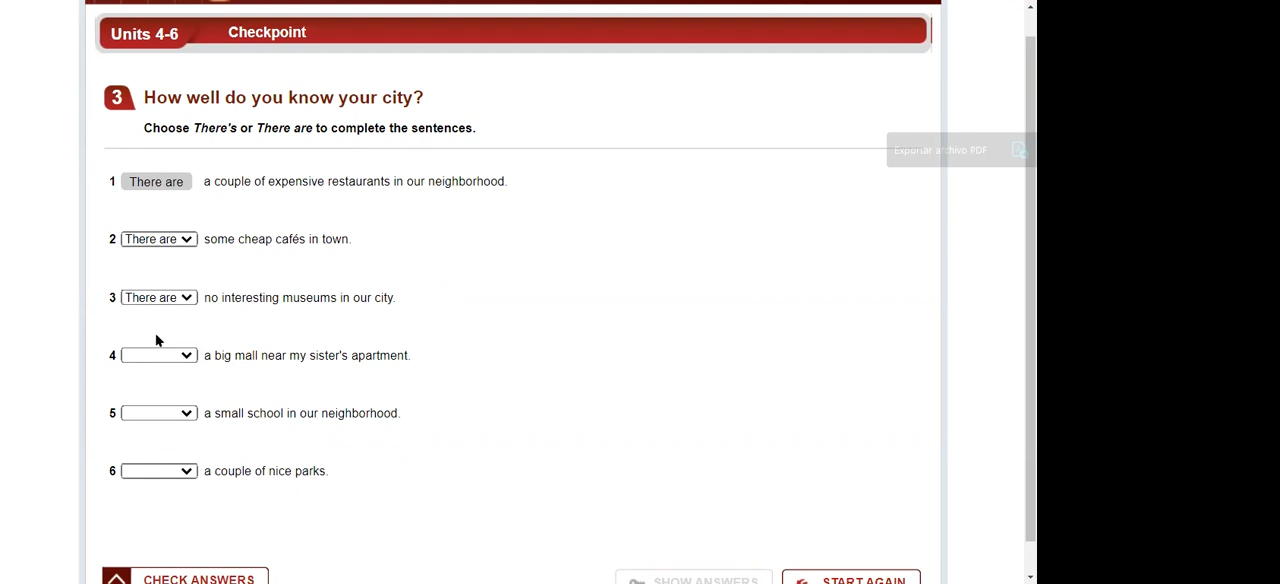 Units 4-6 Checkpoint
3 How well do you know your city?
Choose There's or There are to complete the sentences.
Exportar archivo PDF
1 There are a couple of expensive restaurants in our neighborhood.
2 There are some cheap cafés in town.
3 There are no interesting museums in our city.
4 a big mall near my sister's apartment.
5 a small school in our neighborhood.
6 a couple of nice parks.
CHECK ANSWERS SHOW ANSWERS START AGAIN